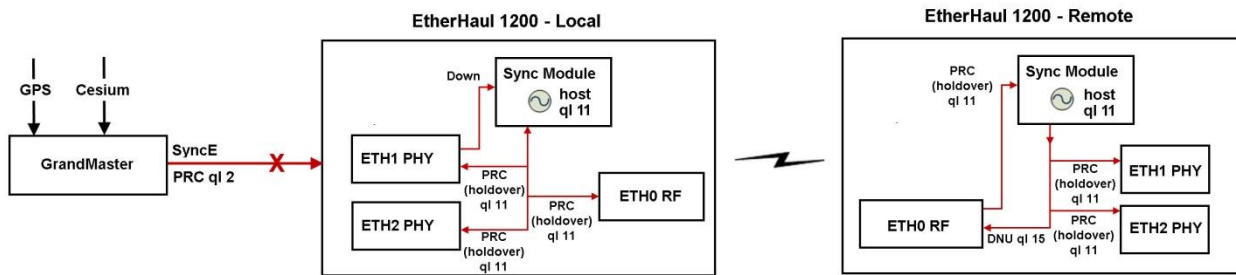 EtherHaul 1200 - Local
EtherHaul 1200 - Remote
GPS
Cesium
GrandMaster
SyncE
X
PRC ql 2
Down
Sync Module
host
ql 11
ETH1 PHY
PRC
(holdover)
ql 11
ETH0 RF
PRC
(holdover)
ql 11
ETH2 PHY
PRC
(holdover)
ql 11
PRC
(holdover)
ql 11
Sync Module
host
ql 11
ETH1 PHY
PRC
(holdover)
ql 11
ETH0 RF
DNU ql 15
PRC
(holdover)
ql 11
ETH2 PHY